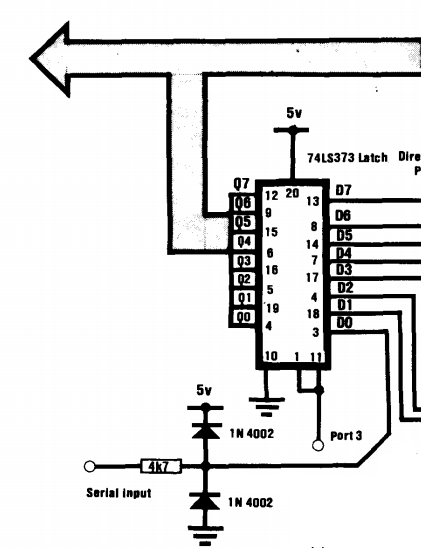 5v
74LS373 Latch Dire
P
Q7 12 20 13 D7
Q6 9
Q5 15 8 D6
Q4 14 D5
6 7 D4
Q3 16 17 D3
Q2 5 4 D2
Q1 19 18 D1
Q0 4 3 D0
10 1 11
5v
1N 4002
Port 3
4k7
Serial input
1N 4002